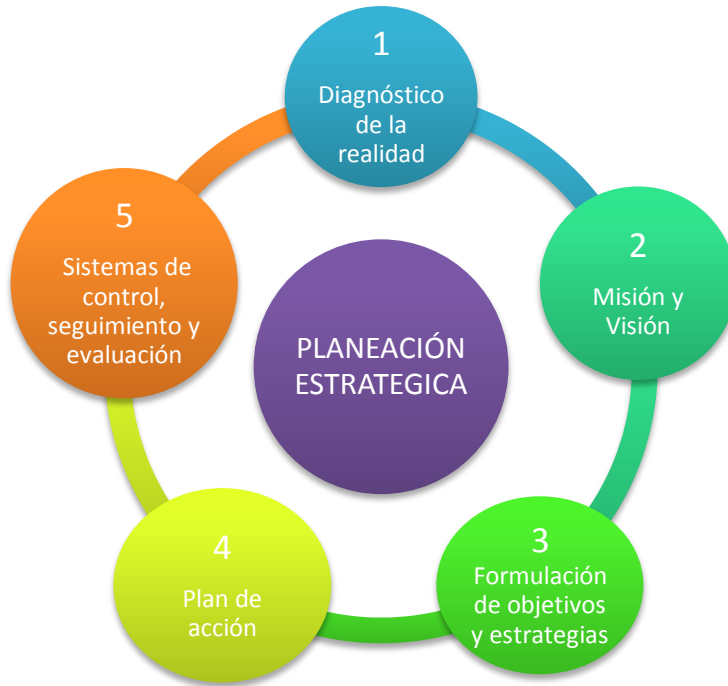 1
Diagnóstico
de la
realidad
2
Misión y
Visión
3
Formulación
de objetivos
y estrategias
4
Plan de
acción
5
Sistemas de
control,
seguimiento y
evaluación
PLANEACIÓN
ESTRATEGICA